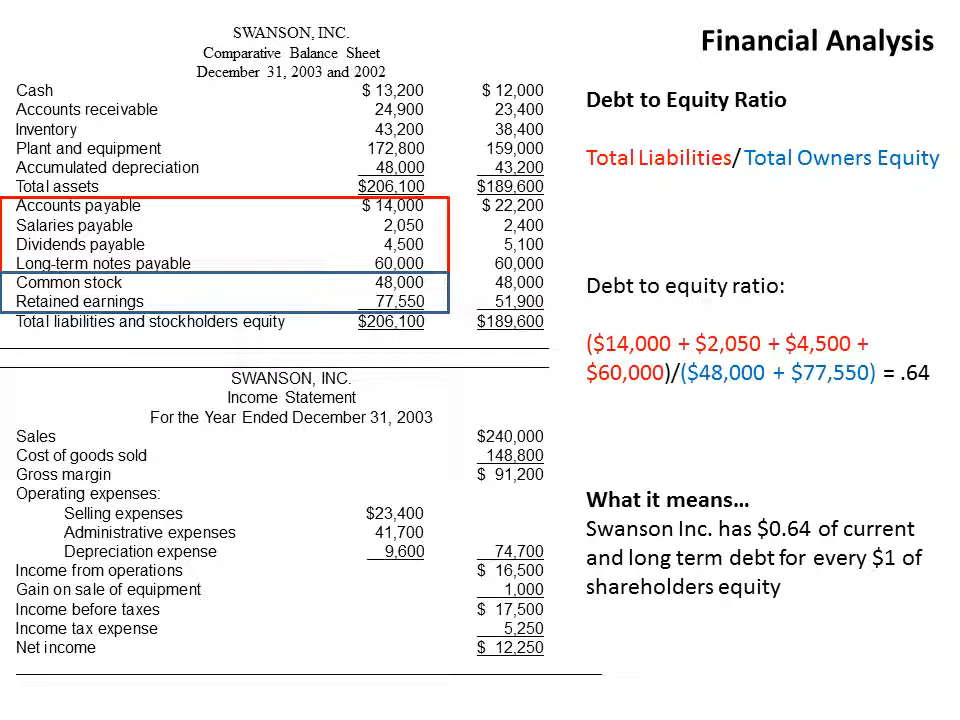 SWANSON, INC.
Comparative Balance Sheet
December 31, 2003 and 2002
Cash $ 13,200 $ 12,000
Accounts receivable 24,900 23,400
Inventory 43,200 38,400
Plant and equipment 172,800 159,000
Accumulated depreciation 48,000 43,200
Total assets $206,100 $189,600
Accounts payable $ 14,000 $ 22,200
Salaries payable 2,050 2,400
Dividends payable 4,500 5,100
Long-term notes payable 60,000 60,000
Common stock 48,000 48,000
Retained earnings 77,550 51,900
Total liabilities and stockholders equity $206,100 $189,600
SWANSON, INC.
Income Statement
For the Year Ended December 31, 2003
Sales $240,000
Cost of goods sold 148,800
Gross margin $ 91,200
Operating expenses:
Selling expenses $23,400
Administrative expenses 41,700
Depreciation expense 9,600 74,700
Income from operations $ 16,500
Gain on sale of equipment 1,000
Income before taxes $ 17,500
Income tax expense 5,250
Net income $ 12,250
Financial Analysis
Debt to Equity Ratio
Total Liabilities/ Total Owners Equity
Debt to equity ratio:
($14,000 + $2,050 + $4,500 +
$60,000)/($48,000 + $77,550) = .64
What it means…
Swanson Inc. has $0.64 of current
and long term debt for every $1 of
shareholders equity